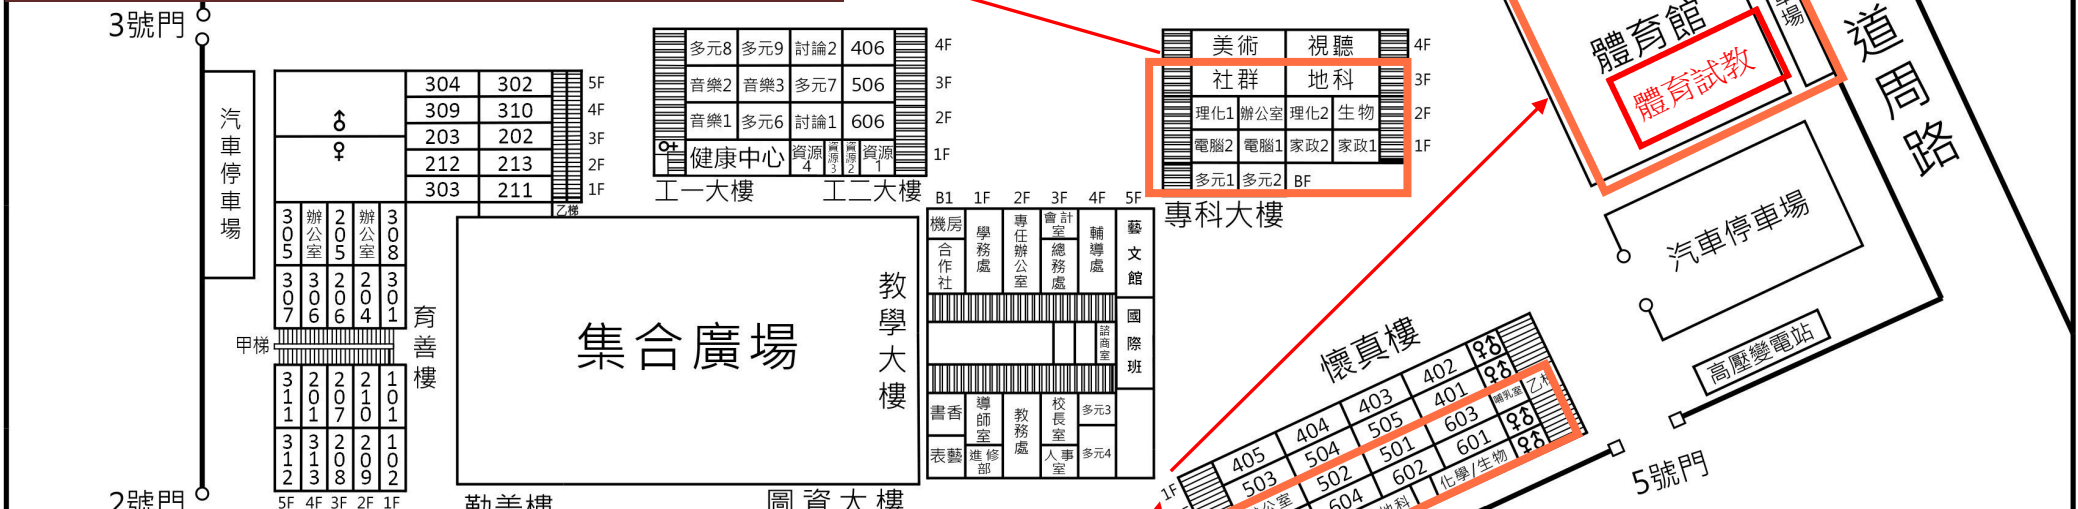 3號門
汽車停車場
304 302 5F
309 310 4F
203 202 3F
212 213 2F
303 211 1F
乙梯
305 辦公室 205 辦公室 308
307 306 206 204 301
甲梯
育善樓
311 201 207 210 101
312 313 208 209 102
5F 4F 3F 2F 1F
2號門
多元8 多元9 討論2 406 4F
音樂2 音樂3 多元7 506 3F
音樂1 多元6 討論1 606 2F
健康中心 資源4 資源3 資源2 資源1 1F
工一大樓 工二大樓
集合廣場
勤美樓
圖資大樓
教學大樓
B1 1F 2F 3F 4F 5F
機房 學務處 專任辦公室 會計室 輔導處 藝文館
合作社 總務處
諮商室 國際班
書香 導師室 教務處 校長室 多元3
表藝 進修部 人事室 多元4
美術 視聽 4F
社群 地科 3F
理化1 辦公室 理化2 生物 2F
電腦2 電腦1 家政2 家政1 1F
多元1 多元2 BF
專科大樓
體育館
體育試教
道周路
汽車停車場
高壓變電站
5號門
懷真樓
405 404 403 402
503 504 505 401
502 501 603 哺乳室
604 602 601
化學/生物
1F